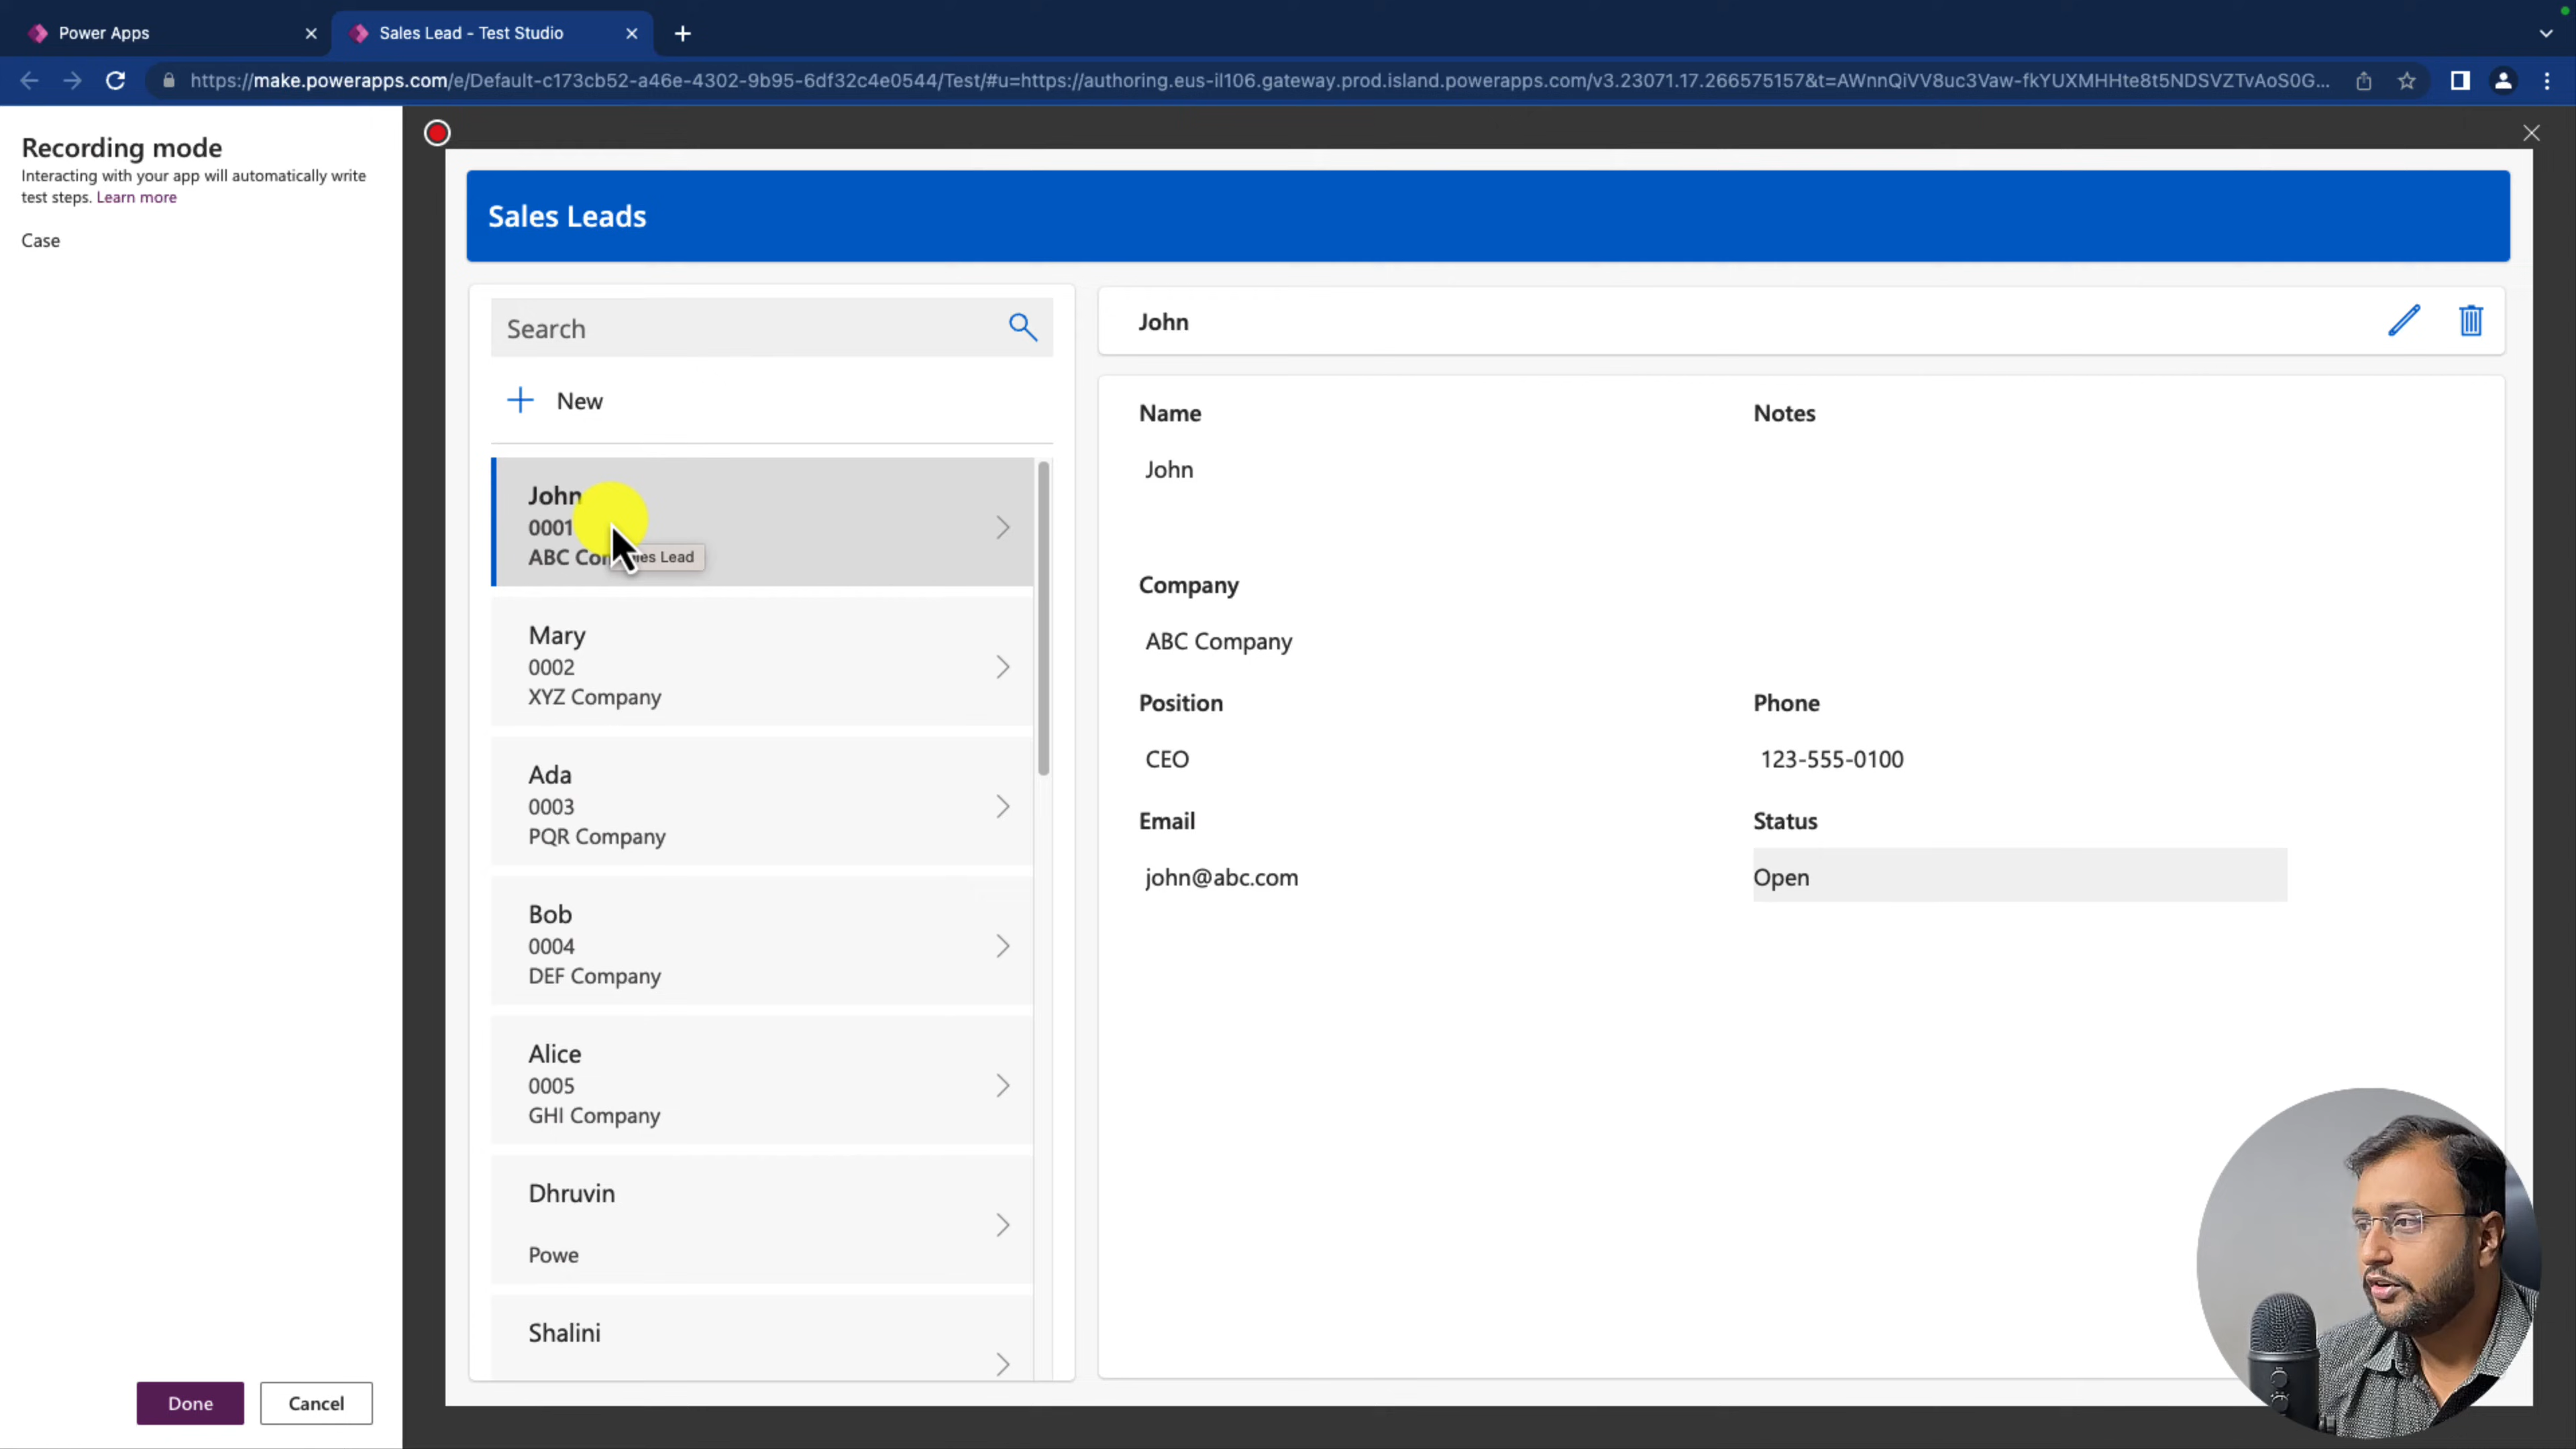 Power Apps
Sales Lead - Test Studio
https://make.powerapps.com/e/Default-c173cb52-a46e-4302-9b95-6df32c4e0544/Test/#u=https://authoring.eus-il106.gateway.prod.island.powerapps.com/v3.23071.17.266575157&t=AWnnQiVV8uc3Vaw-fkYUXMHHte8t5NDSVZTvAoS0G...
Recording mode
Interacting with your app will automatically write
test steps. Learn more
Case
Done
Cancel
Sales Leads
Search
New
John
0001
ABC
Sales Lead
Mary
0002
XYZ Company
Ada
0003
PQR Company
Bob
0004
DEF Company
Alice
0005
GHI Company
Dhruvin
Powe
Shalini
John
Name
Notes
John
Company
ABC Company
Position
Phone
CEO
123-555-0100
Email
Status
john@abc.com
Open